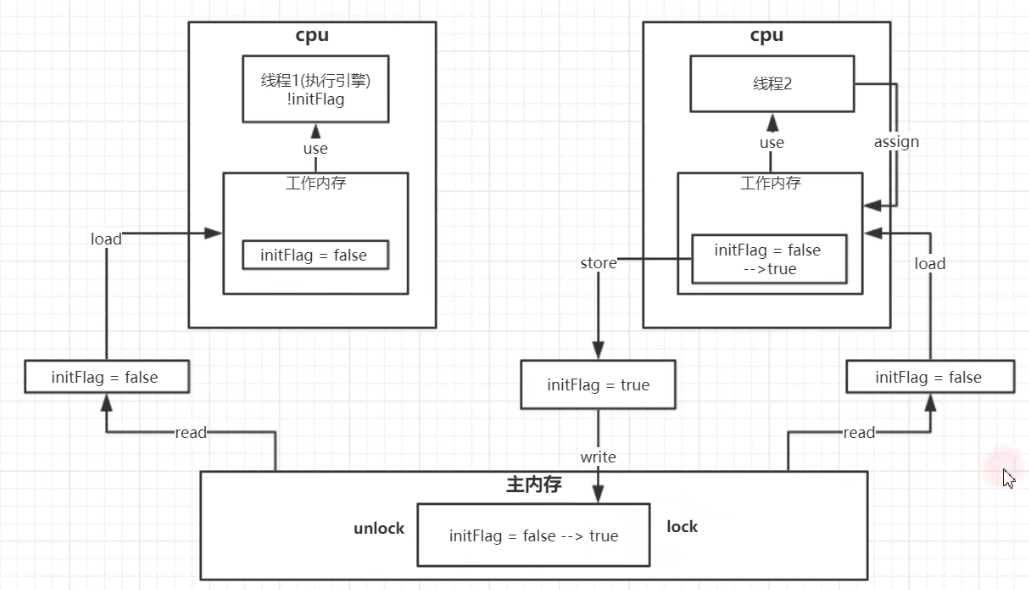 cpu
线程1(执行引擎)
!initFlag
use
工作内存
initFlag = false
load
initFlag = false
read
cpu
线程2
use
assign
工作内存
initFlag = false
-->true
store
load
initFlag = true
initFlag = false
write
read
主内存
unlock
initFlag = false --> true
lock